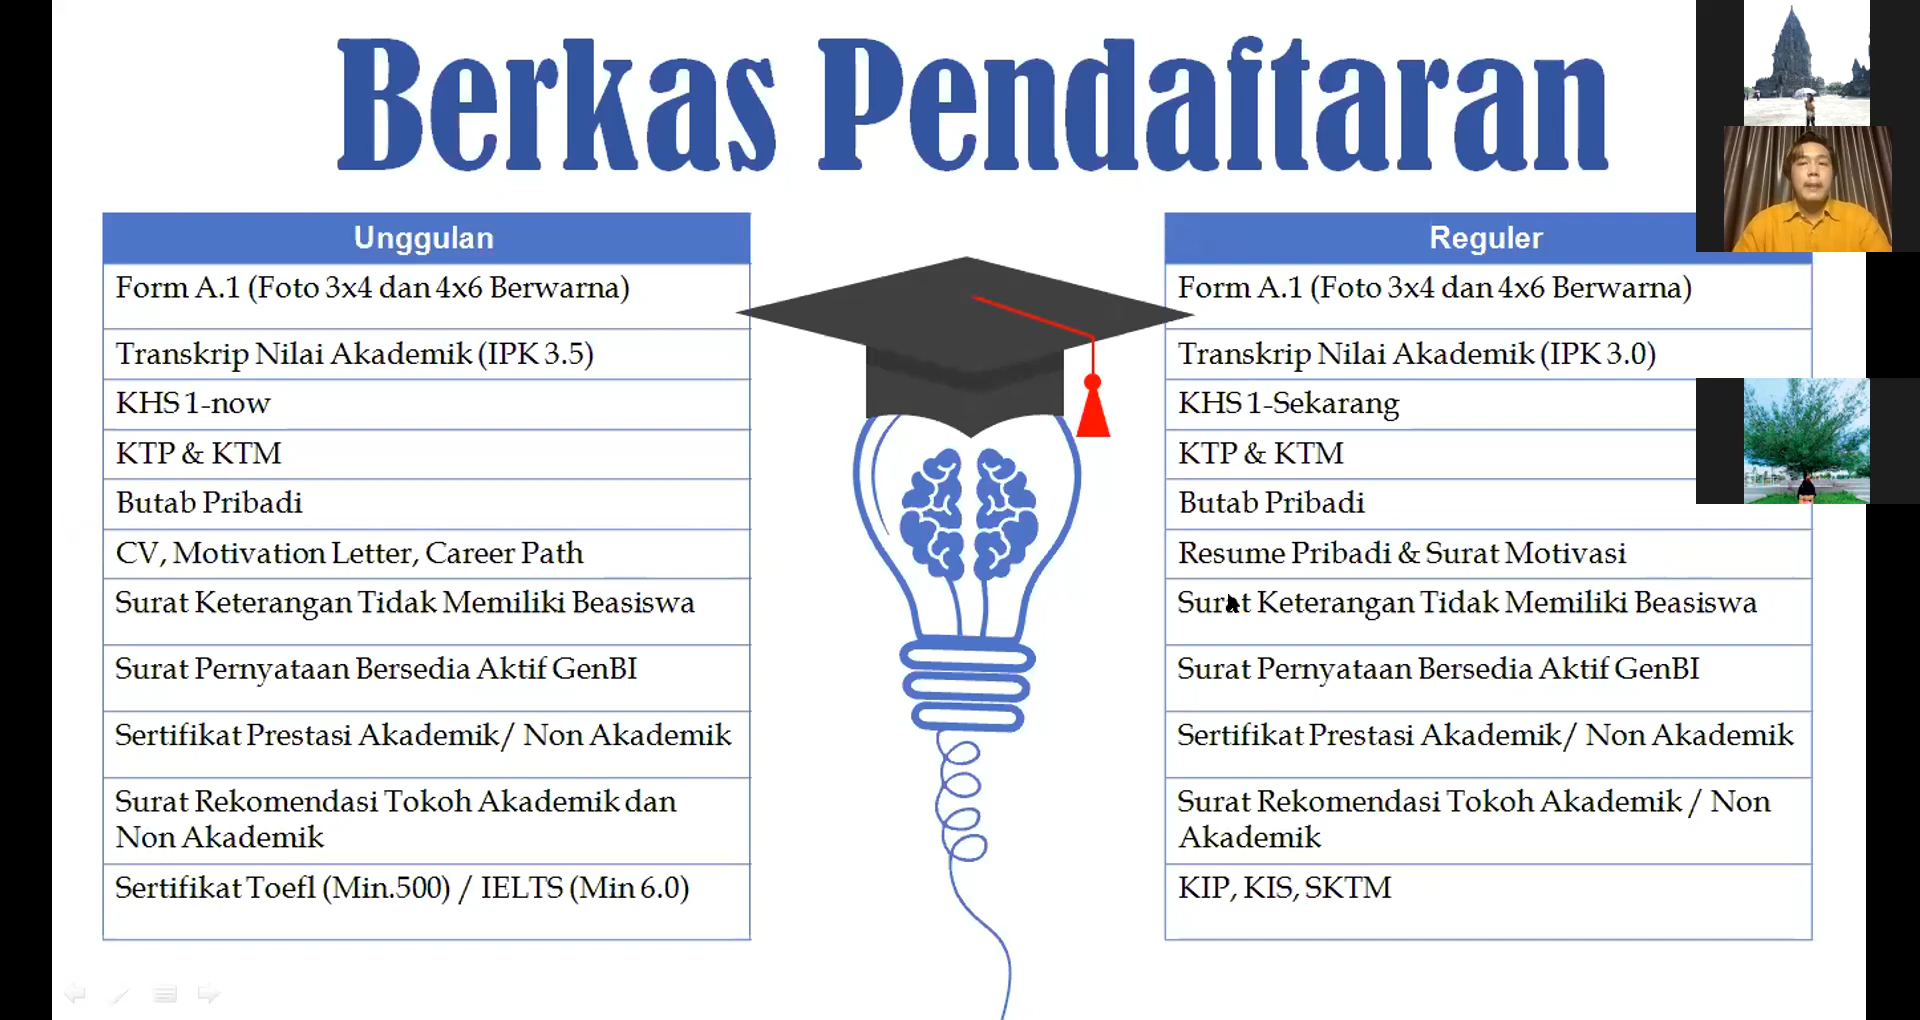 Berkas Pendaftaran
Unggulan
Form A.1 (Foto 3x4 dan 4x6 Berwarna)
Transkrip Nilai Akademik (IPK 3.5)
KHS 1-now
KTP & KTM
Butab Pribadi
CV, Motivation Letter, Career Path
Surat Keterangan Tidak Memiliki Beasiswa
Surat Pernyataan Bersedia Aktif GenBI
Sertifikat Prestasi Akademik/ Non Akademik
Surat Rekomendasi Tokoh Akademik dan
Non Akademik
Sertifikat Toefl (Min.500) / IELTS (Min 6.0)
Reguler
Form A.1 (Foto 3x4 dan 4x6 Berwarna)
Transkrip Nilai Akademik (IPK 3.0)
KHS 1-Sekarang
KTP & KTM
Butab Pribadi
Resume Pribadi & Surat Motivasi
Surat Keterangan Tidak Memiliki Beasiswa
Surat Pernyataan Bersedia Aktif GenBI
Sertifikat Prestasi Akademik/ Non Akademik
Surat Rekomendasi Tokoh Akademik / Non
Akademik
KIP, KIS, SKTM